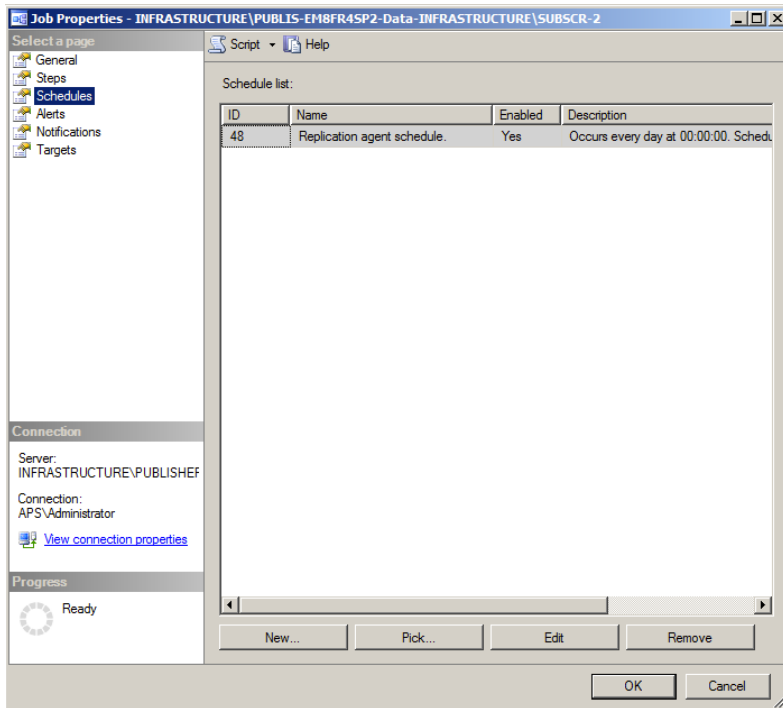 Job Properties - INFRASTRUCTURE\PUBLIS-EM8FR4SP2-Data-INFRASTRUCTURE\SUBSCR-2
Select a page
General
Steps
Schedules
Alerts
Notifications
Targets
Script Help
Schedule list:
ID Name Enabled Description
48 Replication agent schedule. Yes Occurs every day at 00:00:00. Schedu
Connection
Server:
INFRASTRUCTURE\PUBLISHER
Connection:
APS\Administrator
View connection properties
Progress
Ready
New... Pick... Edit Remove
OK Cancel